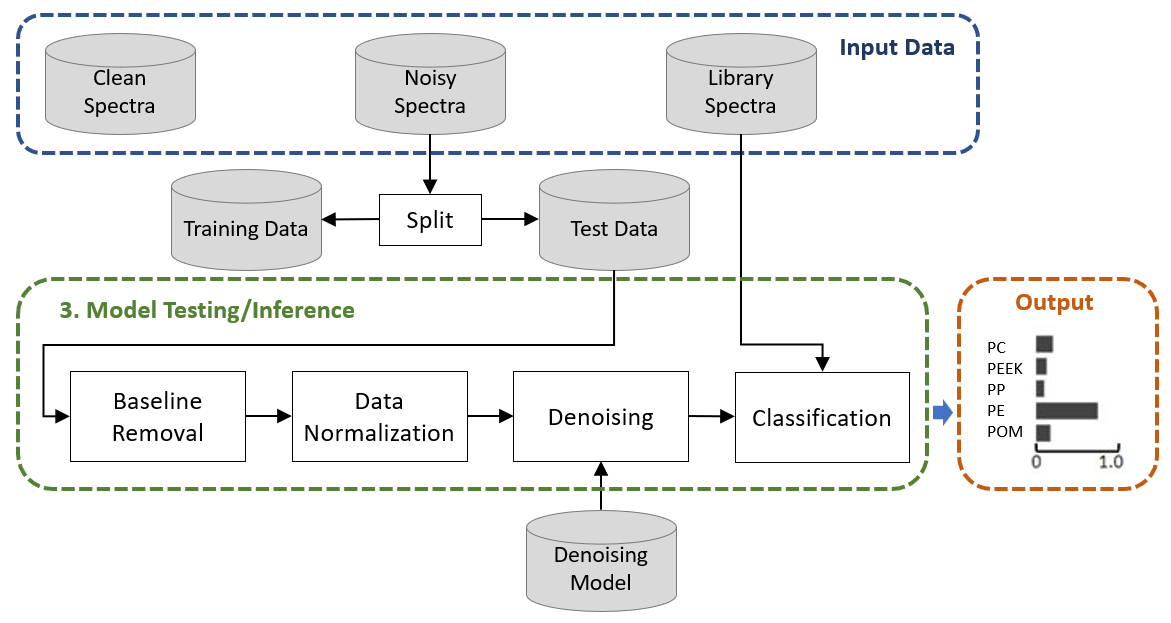 Input Data
Clean
Spectra
Noisy
Spectra
Library
Spectra
Training Data
Split
Test Data
3. Model Testing/Inference
Baseline
Removal
Data
Normalization
Denoising
Classification
Output
PC
PEEK
PP
PE
POM
0 1.0
Denoising
Model